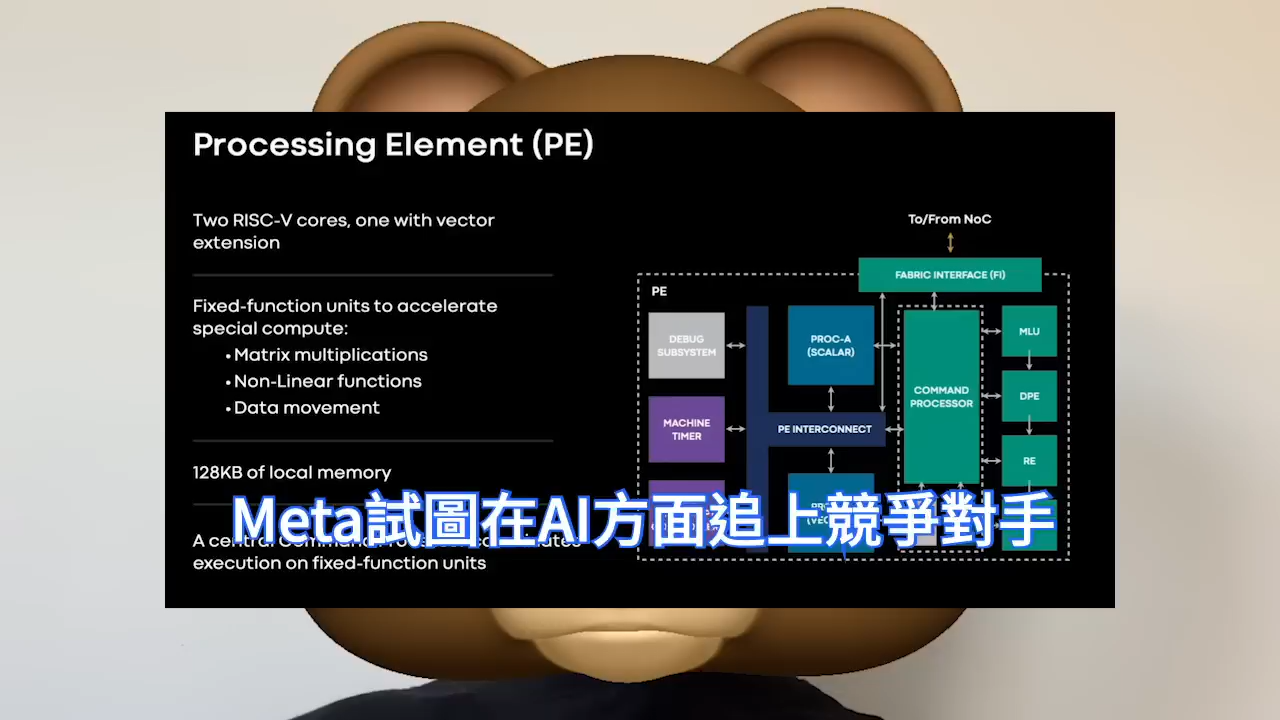 Processing Element (PE)
Two RISC-V cores, one with vector
extension
Fixed-function units to accelerate
special compute:
• Matrix multiplications
• Non-Linear functions
• Data movement
128KB of local memory
A central
execution on fixed-function units
To/From NoC
FABRIC INTERFACE (FI)
PE
DEBUG
SUBSYSTEM
MACHINE
TIMER
PROC-A
(SCALAR)
PE INTERCONNECT
COMMAND
PROCESSOR
MLU
DPE
RE
Meta試圖在AI方面追上競爭對手